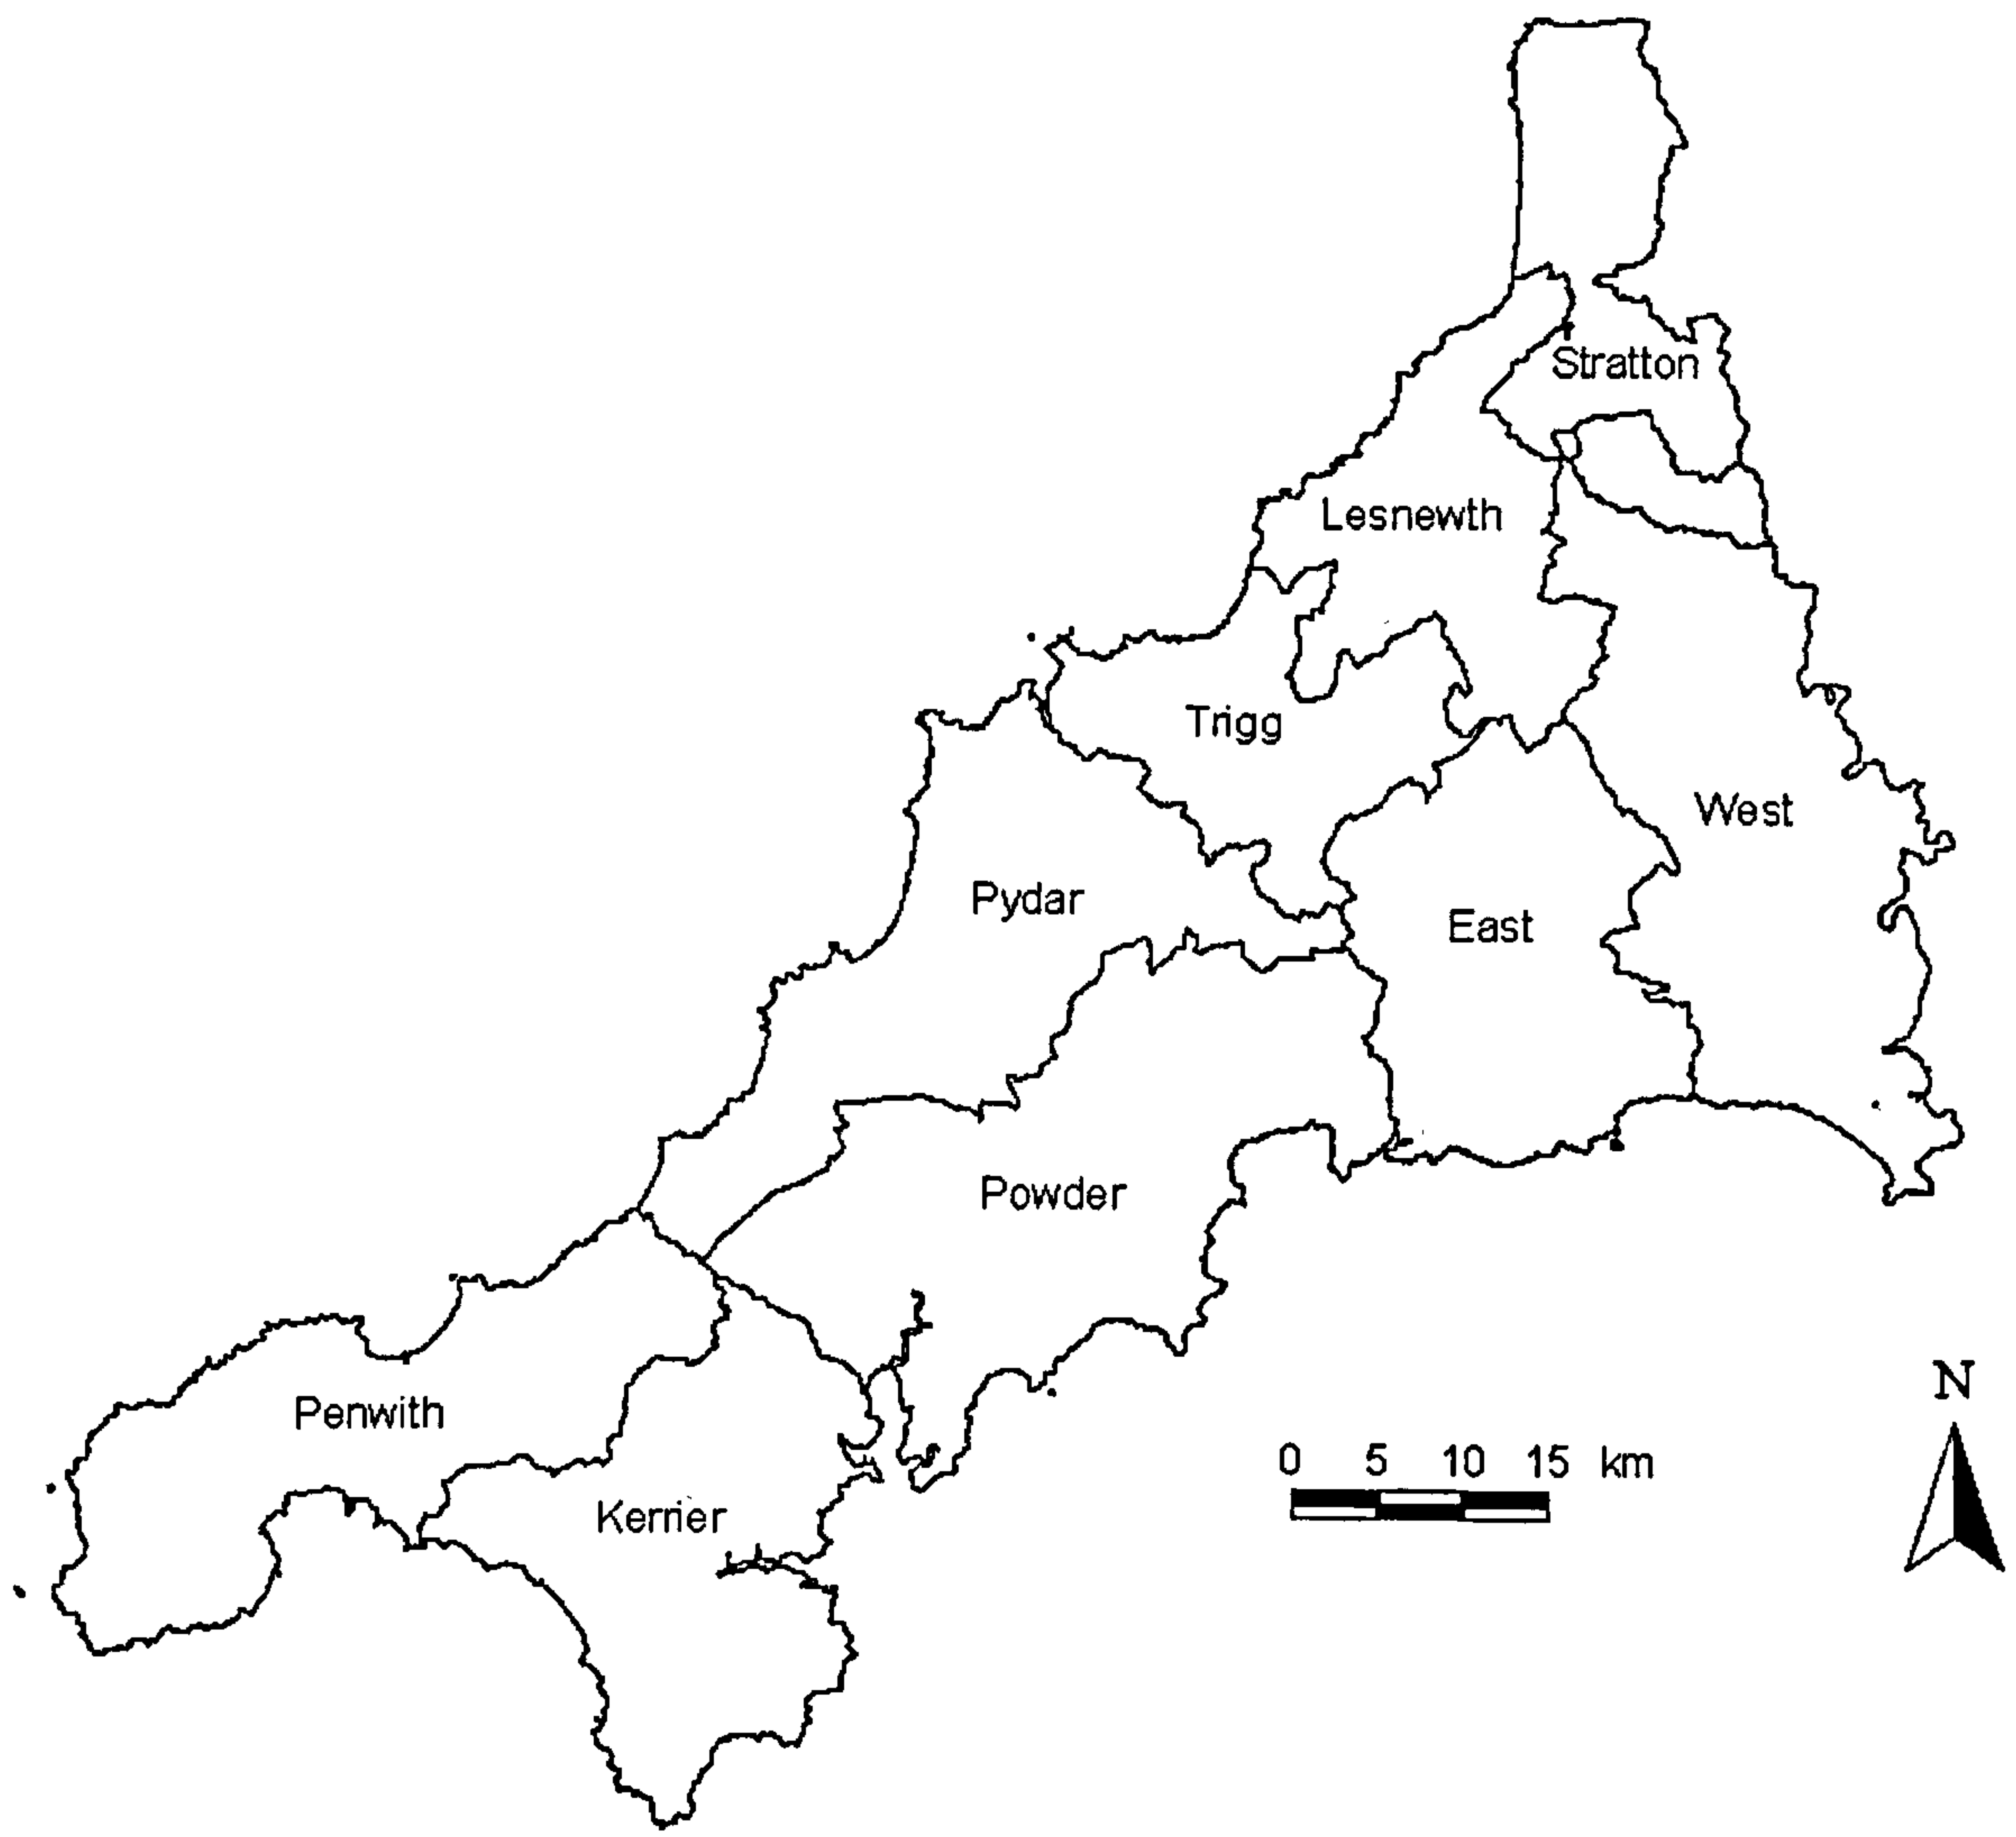 Stratton
Lesnewth
Trigg
West
Pydar
East
Powder
N
Penwith
0 5 10 15 km
Kerrier